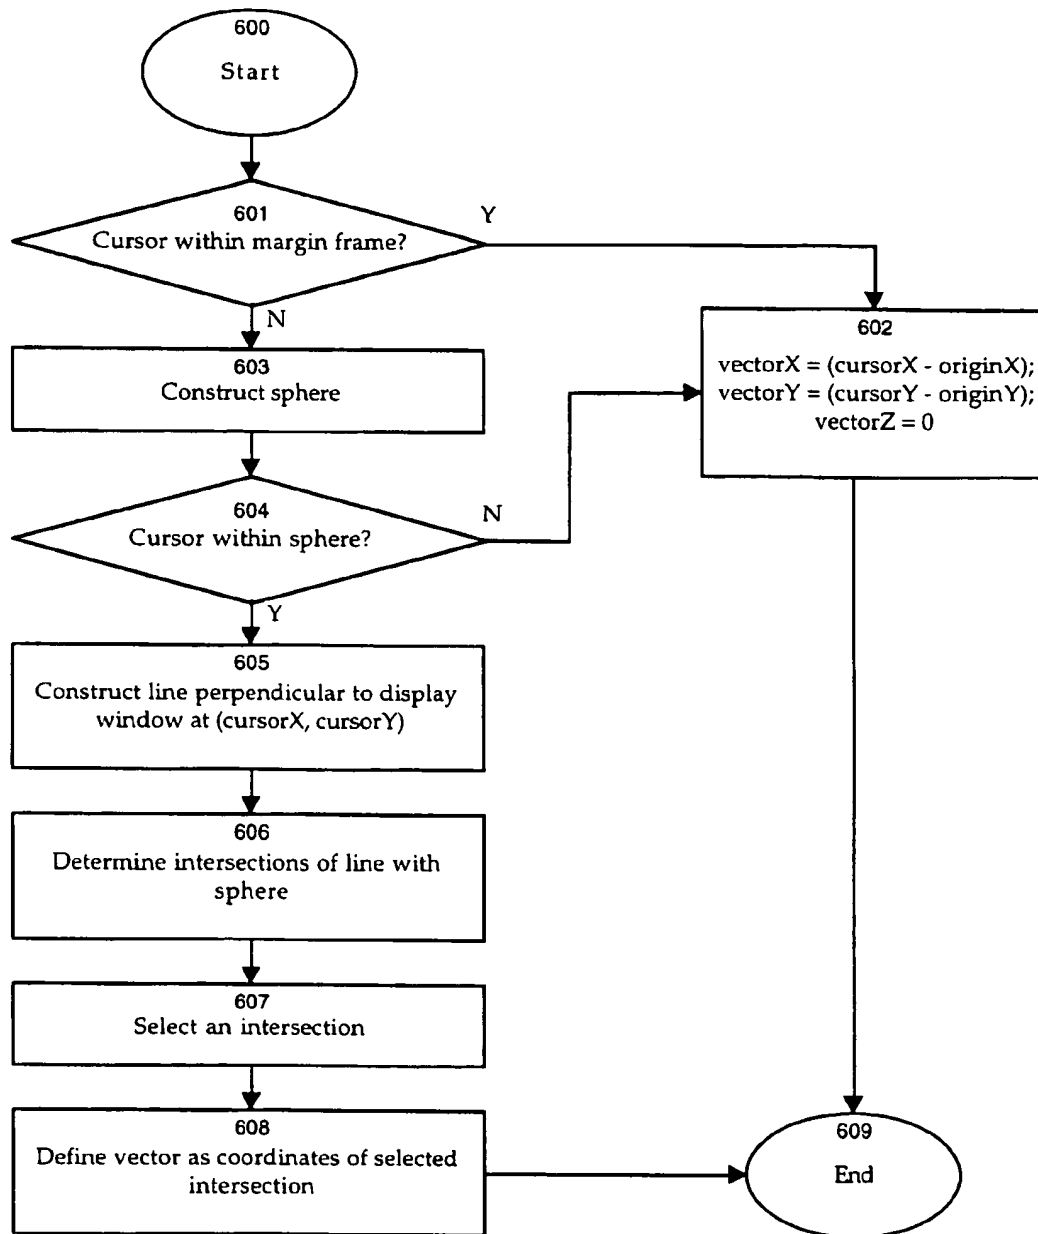 600
Start
601
Cursor within margin frame?
Y
N
602
vectorX = (cursorX - originX);
vectorY = (cursorY - originY);
vectorZ = 0
603
Construct sphere
604
Cursor within sphere?
N
Y
605
Construct line perpendicular to display
window at (cursorX, cursorY)
606
Determine intersections of line with
sphere
607
Select an intersection
608
Define vector as coordinates of selected
intersection
609
End